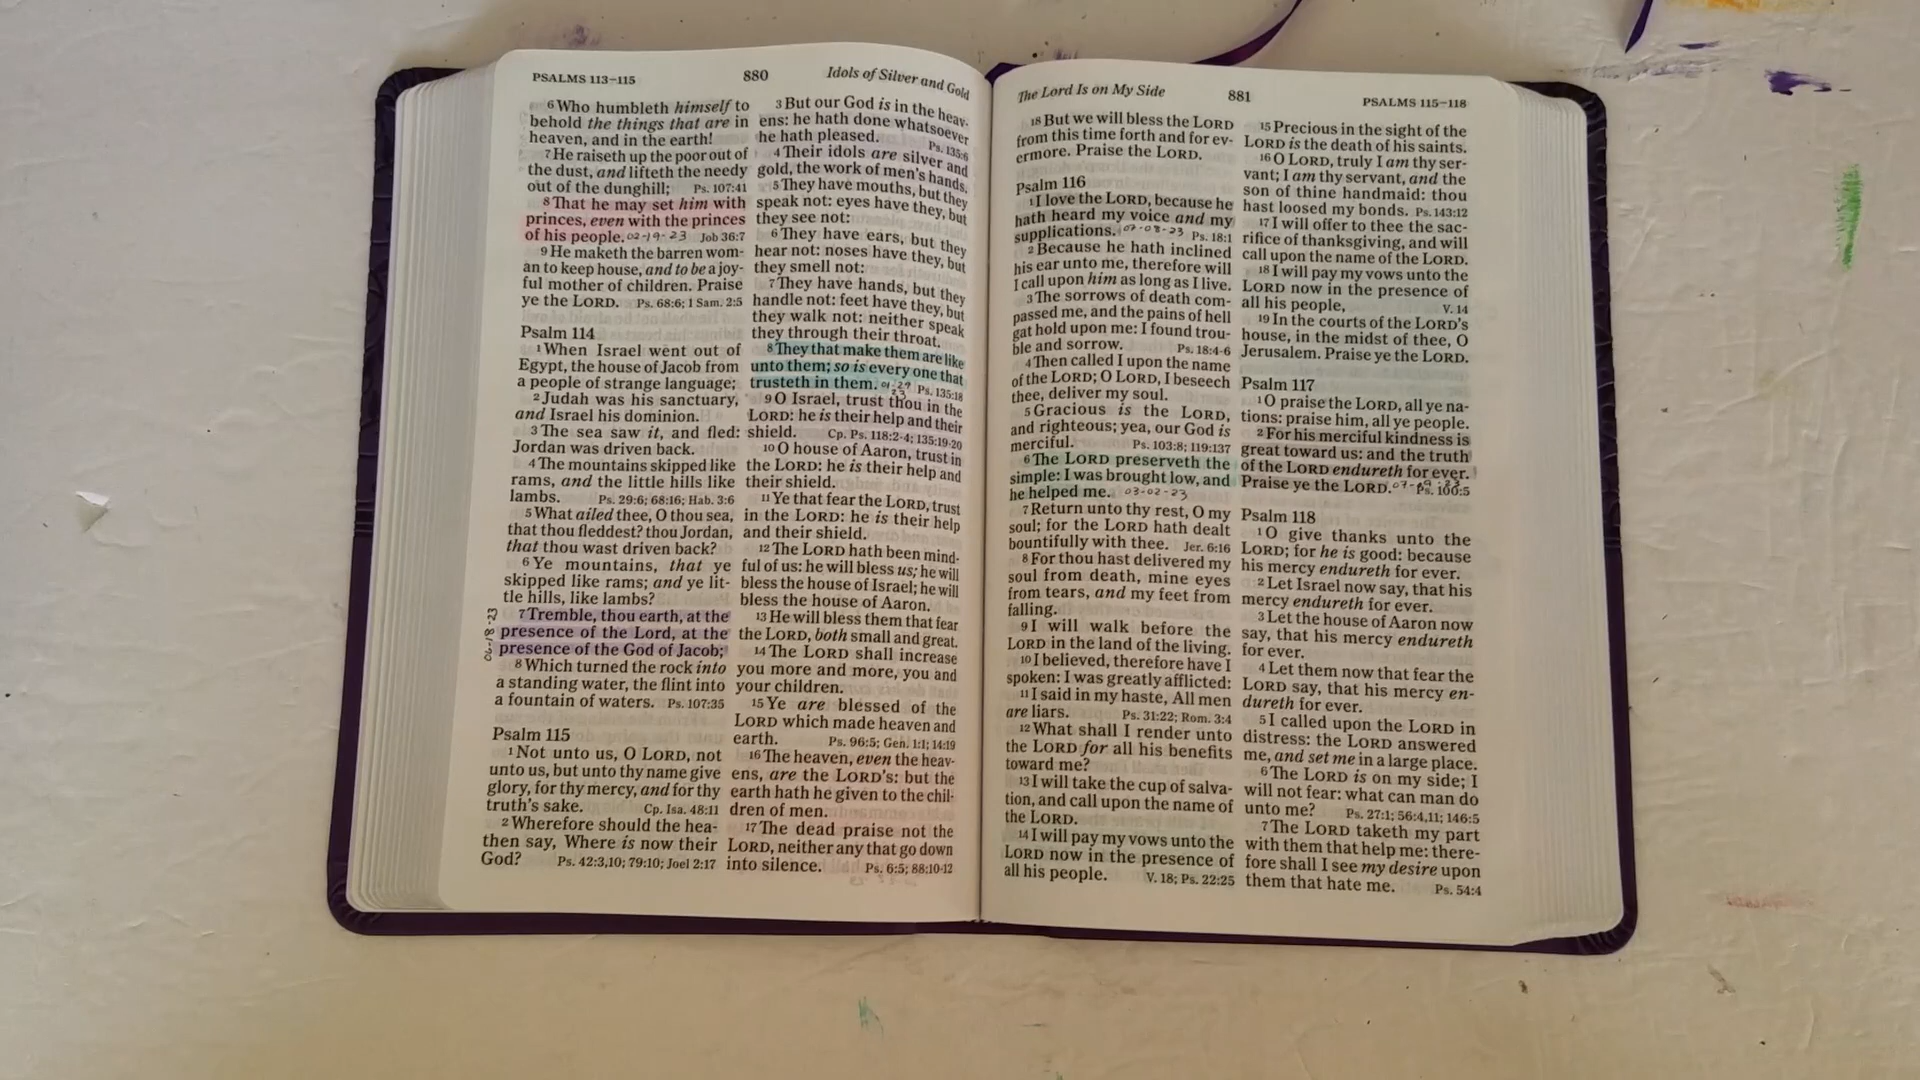 PSALMS 113–115
880
Idols of Silver and Gold
6 Who humbleth himself to
behold the things that are in
heaven, and in the earth!
7 He raiseth up the poor out of
the dust, and lifteth the needy
out of the dunghill; Ps. 107:41
8 That he may set him with
princes, even with the princes
of his people. 02-19-23 Job 36:7
9 He maketh the barren wom-
an to keep house, and to be a joy-
ful mother of children. Praise
ye the LORD. Ps. 68:6; 1 Sam. 2:5
Psalm 114
1 When Israel went out of
Egypt, the house of Jacob from
a people of strange language;
2 Judah was his sanctuary,
and Israel his dominion.
3 The sea saw it, and fled:
Jordan was driven back.
4 The mountains skipped like
rams, and the little hills like
lambs. Ps. 29:6; 68:16; Hab. 3:6
5 What ailed thee, O thou sea,
that thou fleddest? thou Jordan,
that thou wast driven back?
6 Ye mountains, that ye
skipped like rams; and ye lit-
tle hills, like lambs?
06-18-23
7 Tremble, thou earth, at the
presence of the Lord, at the
presence of the God of Jacob;
8 Which turned the rock into
a standing water, the flint into
a fountain of waters. Ps. 107:35
Psalm 115
1 Not unto us, O LORD, not
unto us, but unto thy name give
glory, for thy mercy, and for thy
truth's sake. Cp. Isa. 48:11
2 Wherefore should the hea-
then say, Where is now their
God? Ps. 42:3,10; 79:10; Joel 2:17
3 But our God is in the heav-
ens: he hath done whatsoever
he hath pleased. Ps. 135:6
4 Their idols are silver and
gold, the work of men's hands.
5 They have mouths, but they
speak not: eyes have they, but
they see not:
6 They have ears, but they
hear not: noses have they, but
they smell not:
7 They have hands, but they
handle not: feet have they, but
they walk not: neither speak
they through their throat.
8 They that make them are like
unto them; so is every one that
trusteth in them. 01-29 23 Ps. 135:18
9 O Israel, trust thou in the
LORD: he is their help and their
shield. Cp. Ps. 118:2-4; 135:19-20
10 O house of Aaron, trust in
the LORD: he is their help and
their shield.
11 Ye that fear the LORD, trust
in the LORD: he is their help
and their shield.
12 The LORD hath been mind-
ful of us: he will bless us; he will
bless the house of Israel; he will
bless the house of Aaron.
13 He will bless them that fear
the LORD, both small and great.
14 The LORD shall increase
you more and more, you and
your children.
15 Ye are blessed of the
LORD which made heaven and
earth. Ps. 96:5; Gen. 1:1; 14:19
16 The heaven, even the heav-
ens, are the LORD's: but the
earth hath he given to the chil-
dren of men.
17 The dead praise not the
LORD, neither any that go down
into silence. Ps. 6:5; 88:10-12
The Lord Is on My Side
881
PSALMS 115–118
18 But we will bless the LORD
from this time forth and for ev-
ermore. Praise the LORD.
Psalm 116
1 I love the LORD, because he
hath heard my voice and my
supplications. 07-08-23 Ps. 18:1
2 Because he hath inclined
his ear unto me, therefore will
I call upon him as long as I live.
3 The sorrows of death com-
passed me, and the pains of hell
gat hold upon me: I found trou-
ble and sorrow. Ps. 18:4-6
4 Then called I upon the name
of the LORD; O LORD, I beseech
thee, deliver my soul.
5 Gracious is the LORD,
and righteous; yea, our God is
merciful. Ps. 103:8; 119:137
6 The LORD preserveth the
simple: I was brought low, and
he helped me. 03-02-23
7 Return unto thy rest, O my
soul; for the LORD hath dealt
bountifully with thee. Jer. 6:16
8 For thou hast delivered my
soul from death, mine eyes
from tears, and my feet from
falling.
9 I will walk before the
LORD in the land of the living.
10 I believed, therefore have I
spoken: I was greatly afflicted:
11 I said in my haste, All men
are liars. Ps. 31:22; Rom. 3:4
12 What shall I render unto
the LORD for all his benefits
toward me?
13 I will take the cup of salva-
tion, and call upon the name of
the LORD.
14 I will pay my vows unto the
LORD now in the presence of
all his people. V. 18; Ps. 22:25
15 Precious in the sight of the
LORD is the death of his saints.
16 O LORD, truly I am thy ser-
vant; I am thy servant, and the
son of thine handmaid: thou
hast loosed my bonds. Ps. 143:12
17 I will offer to thee the sac-
rifice of thanksgiving, and will
call upon the name of the LORD.
18 I will pay my vows unto the
LORD now in the presence of
all his people, V. 14
19 In the courts of the LORD's
house, in the midst of thee, O
Jerusalem. Praise ye the LORD.
Psalm 117
1 O praise the LORD, all ye na-
tions: praise him, all ye people.
2 For his merciful kindness is
great toward us: and the truth
of the LORD endureth for ever.
Praise ye the LORD. Ps. 100:5
Psalm 118
1 O give thanks unto the
LORD; for he is good: because
his mercy endureth for ever.
2 Let Israel now say, that his
mercy endureth for ever.
3 Let the house of Aaron now
say, that his mercy endureth
for ever.
4 Let them now that fear the
LORD say, that his mercy en-
dureth for ever.
5 I called upon the LORD in
distress: the LORD answered
me, and set me in a large place.
6 The LORD is on my side; I
will not fear: what can man do
unto me? Ps. 27:1; 56:4,11; 146:5
7 The LORD taketh my part
with them that help me: there-
fore shall I see my desire upon
them that hate me. Ps. 54:4